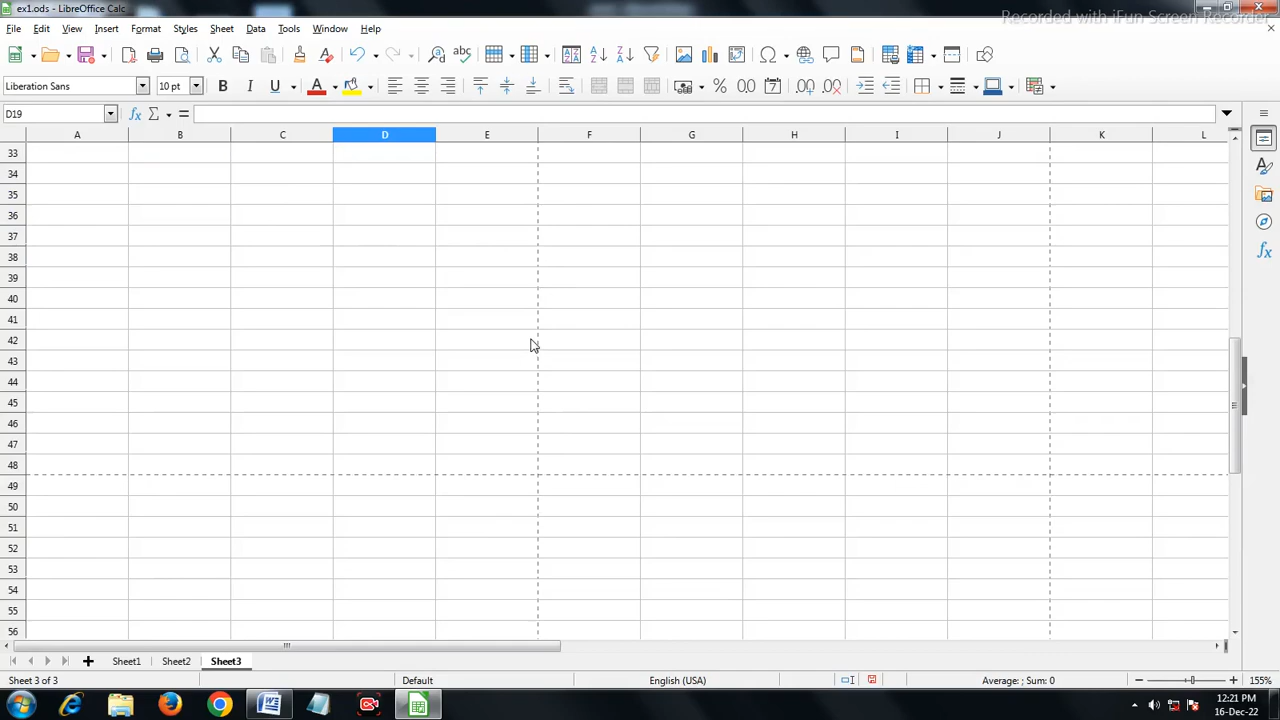 ex1.ods - LibreOffice Calc
Recorded with iFun Screen Recorder
File Edit View Insert Format Styles Sheet Data Tools Window Help
Liberation Sans 10 pt
D19
A B C D E F G H I J K L
33
34
35
36
37
38
39
40
41
42
43
44
45
46
47
48
49
50
51
52
53
54
55
56
Sheet1 Sheet2 Sheet3
Sheet 3 of 3 Default English (USA) Average: ; Sum: 0 155%
12:21 PM
16-Dec-22